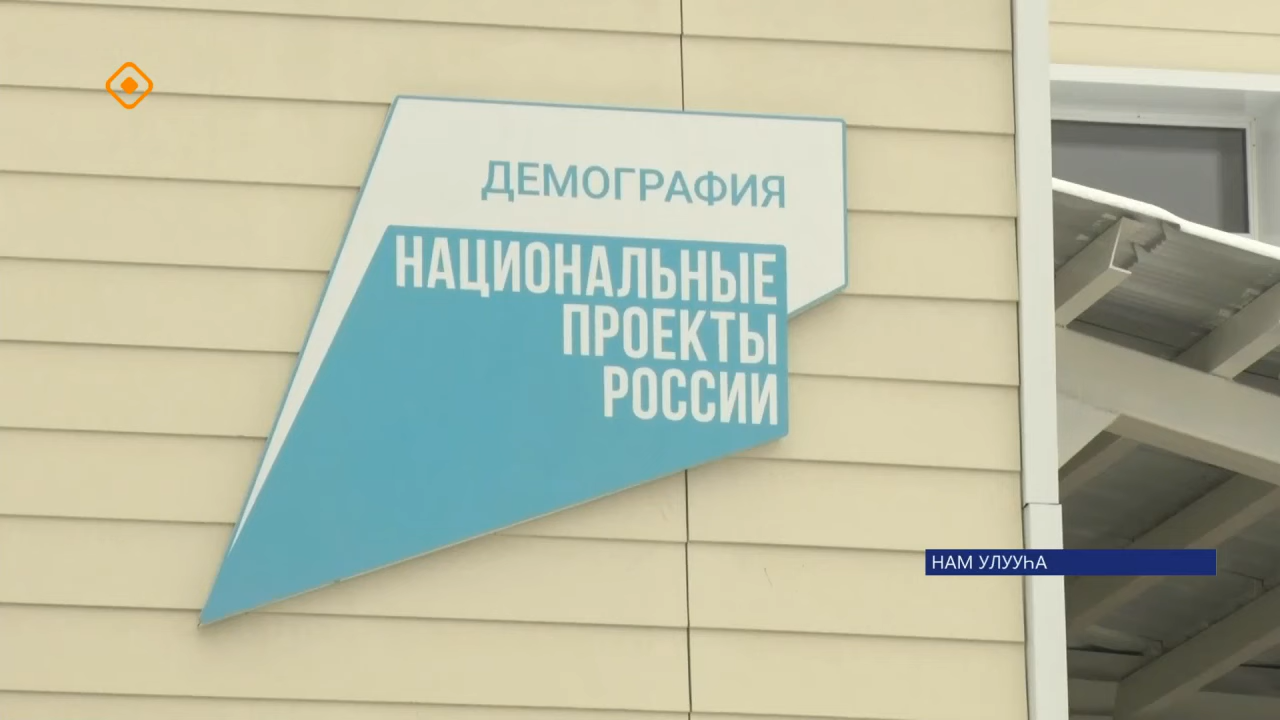 ДЕМОГРАФИЯ
НАЦИОНАЛЬНЫЕ
ПРОЕКТЫ
РОССИИ
НАМ УЛУУҺА